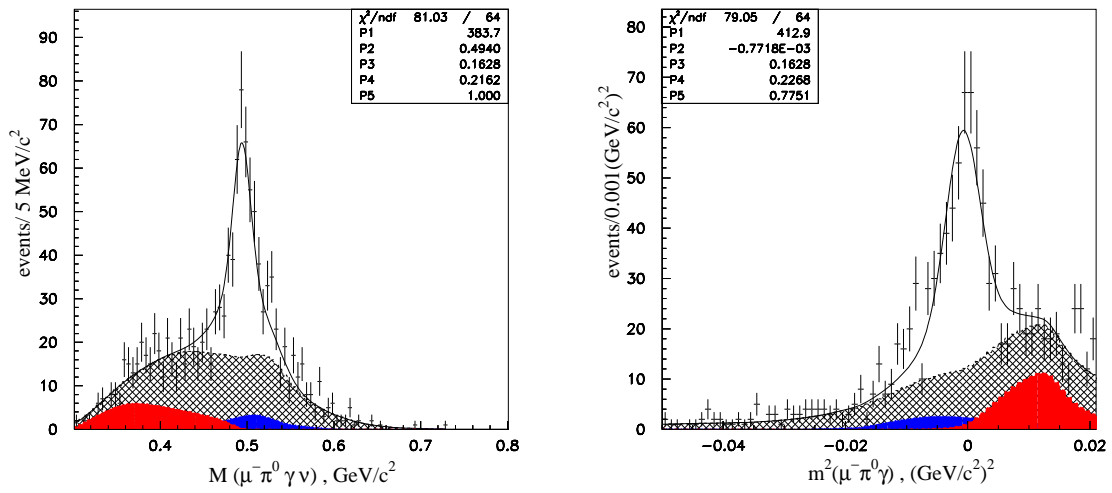 χ²/ndf 81.03 / 64
P1 383.7
P2 0.4940
P3 0.1628
P4 0.2162
P5 1.000
events/ 5 MeV/c²
90
80
70
60
50
40
30
20
10
0
0.4 0.5 0.6 0.7 0.8
M (μ⁻π⁰ γ ν) , GeV/c²
χ²/ndf 79.05 / 64
P1 412.9
P2 −0.7718E−03
P3 0.1628
P4 0.2268
P5 0.7751
events/0.001(GeV/c²)²
80
70
60
50
40
30
20
10
0
−0.04 −0.02 0 0.02
m²(μ⁻π⁰γ) , (GeV/c²)²